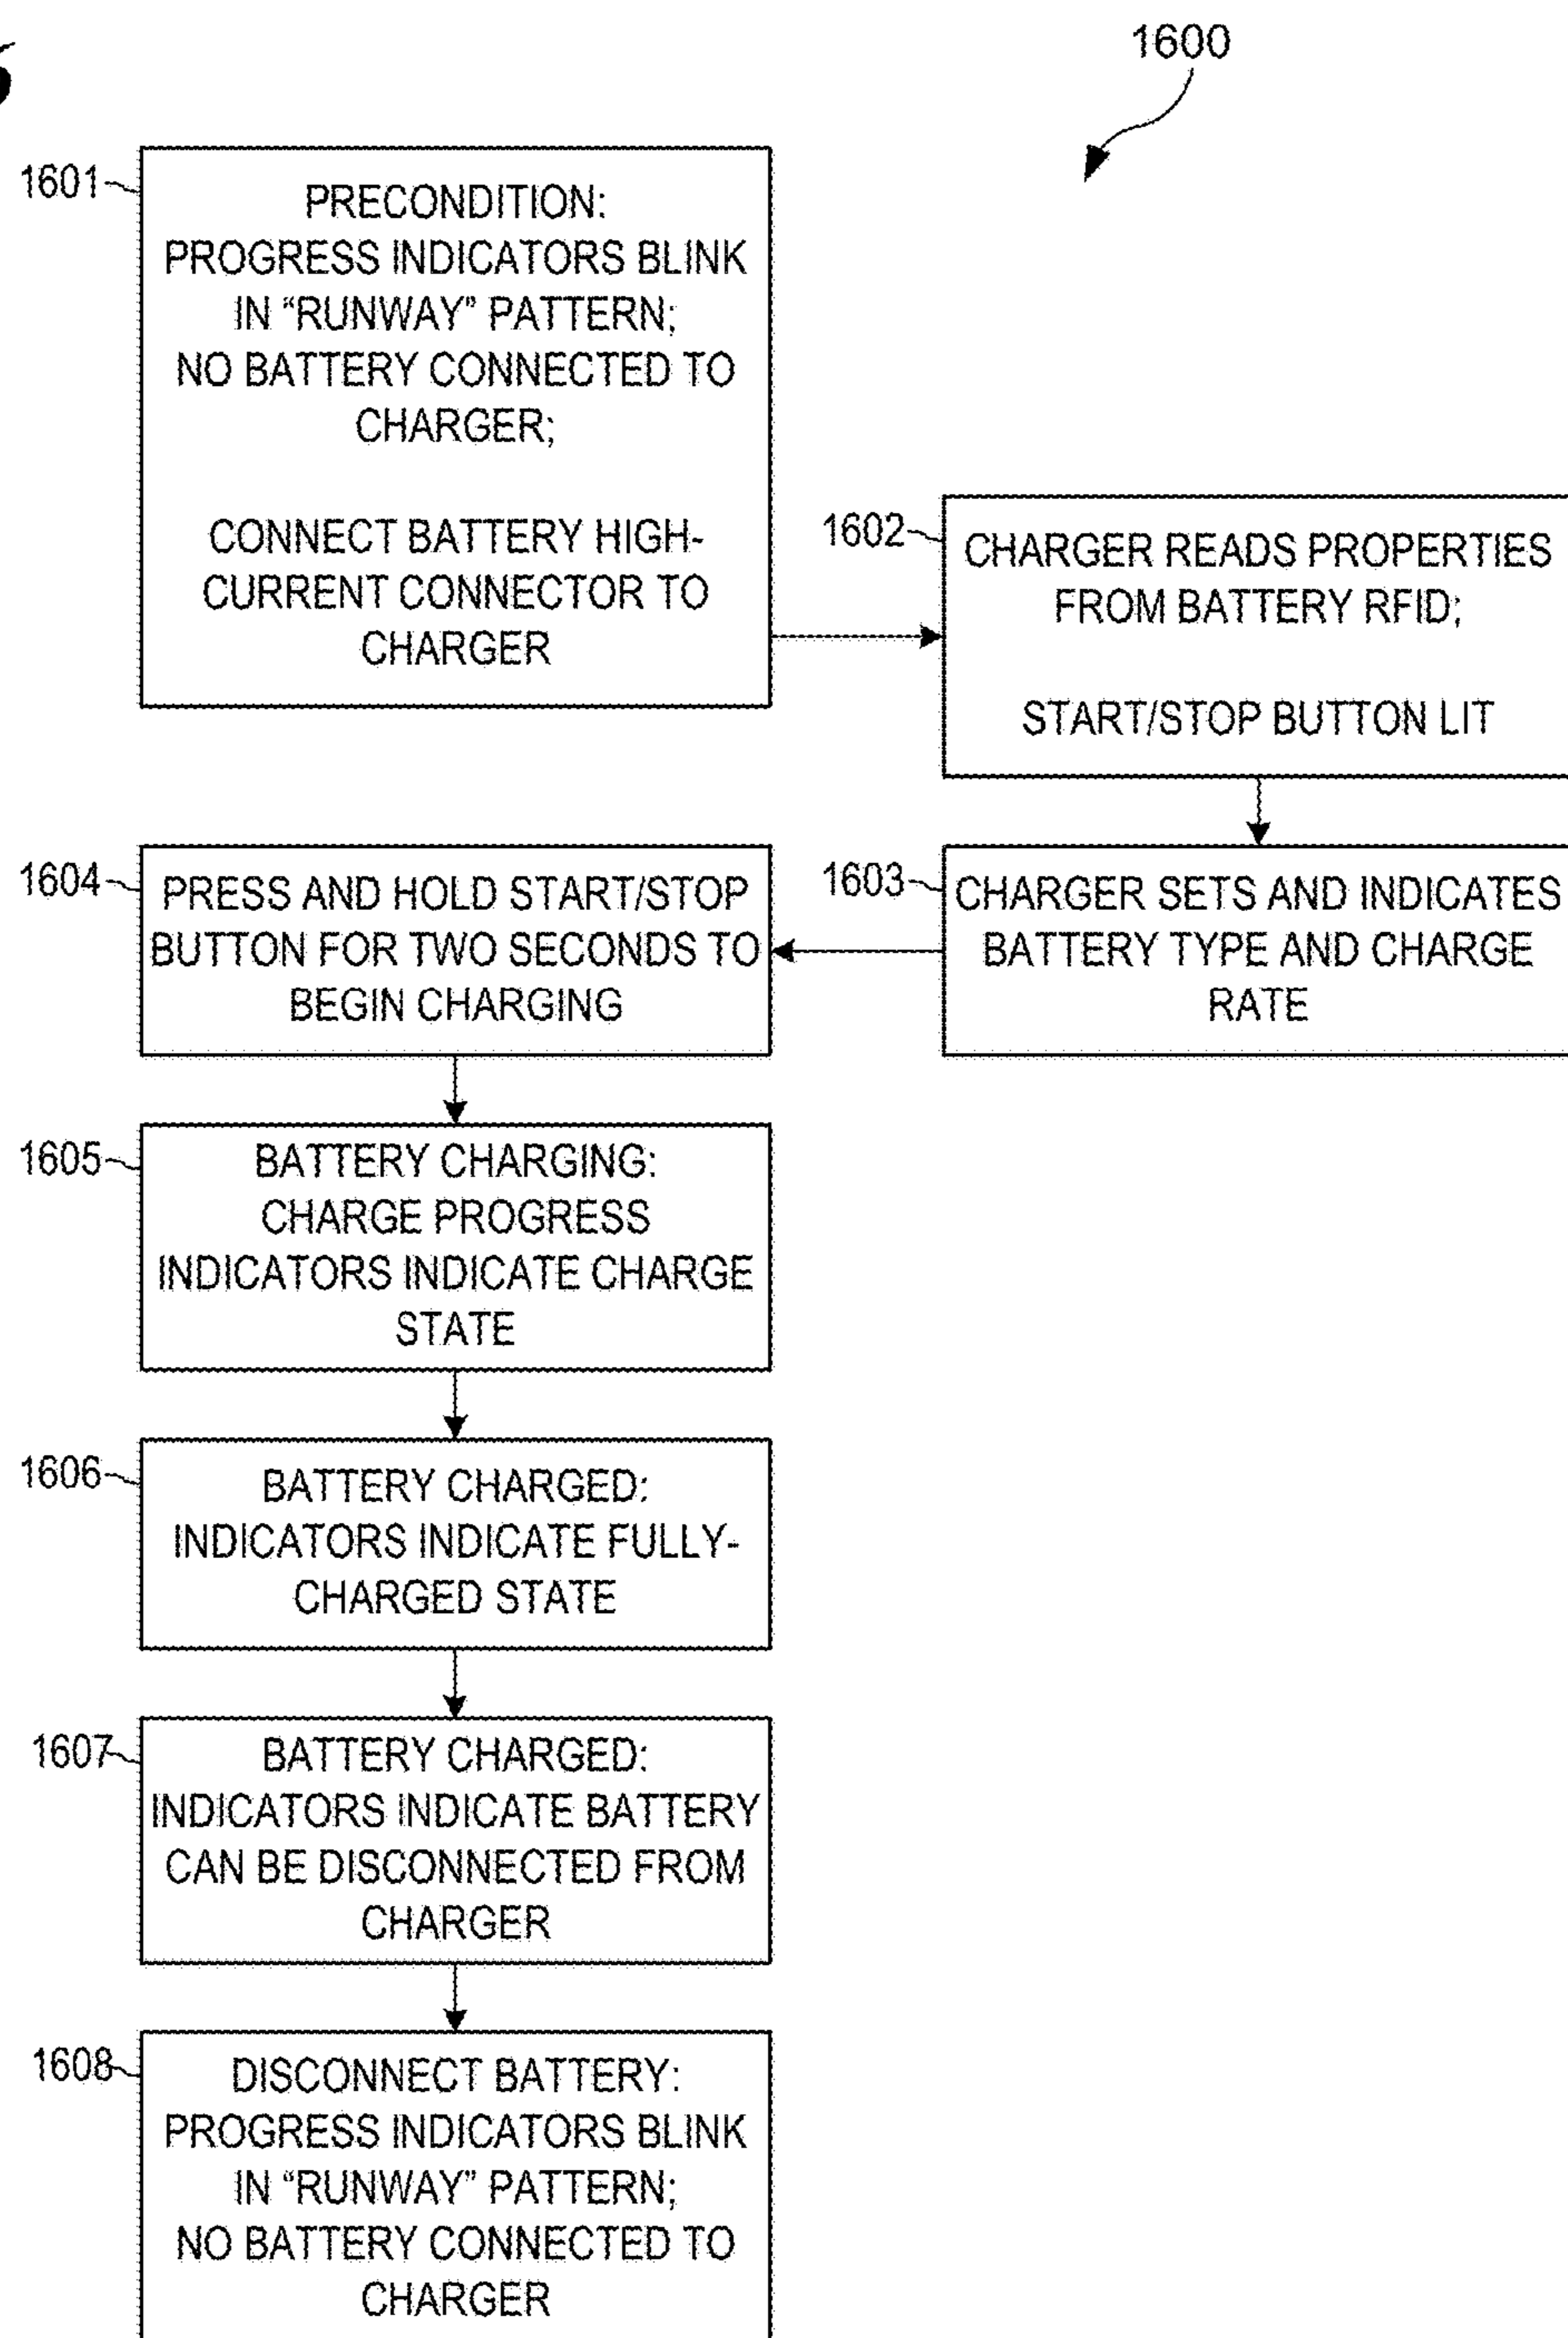 1600
1601
PRECONDITION:
PROGRESS INDICATORS BLINK
IN “RUNWAY” PATTERN;
NO BATTERY CONNECTED TO
CHARGER;
CONNECT BATTERY HIGH-
CURRENT CONNECTOR TO
CHARGER
1602
CHARGER READS PROPERTIES
FROM BATTERY RFID;
START/STOP BUTTON LIT
1603
CHARGER SETS AND INDICATES
BATTERY TYPE AND CHARGE
RATE
1604
PRESS AND HOLD START/STOP
BUTTON FOR TWO SECONDS TO
BEGIN CHARGING
1605
BATTERY CHARGING:
CHARGE PROGRESS
INDICATORS INDICATE CHARGE
STATE
1606
BATTERY CHARGED:
INDICATORS INDICATE FULLY-
CHARGED STATE
1607
BATTERY CHARGED:
INDICATORS INDICATE BATTERY
CAN BE DISCONNECTED FROM
CHARGER
1608
DISCONNECT BATTERY:
PROGRESS INDICATORS BLINK
IN “RUNWAY” PATTERN;
NO BATTERY CONNECTED TO
CHARGER